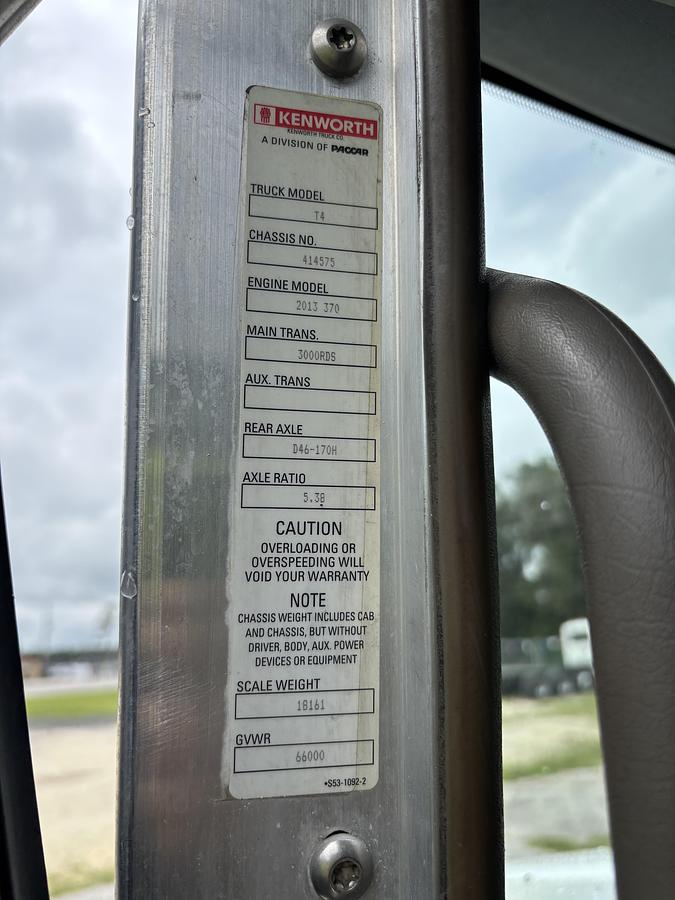 KENWORTH
KENWORTH TRUCK CO.
A DIVISION OF PACCAR
TRUCK MODEL
T4
CHASSIS NO.
414575
ENGINE MODEL
2013 370
MAIN TRANS.
3000RDS
AUX. TRANS
REAR AXLE
D46-170H
AXLE RATIO
5.38
CAUTION
OVERLOADING OR
OVERSPEEDING WILL
VOID YOUR WARRANTY
NOTE
CHASSIS WEIGHT INCLUDES CAB
AND CHASSIS, BUT WITHOUT
DRIVER, BODY, AUX. POWER
DEVICES OR EQUIPMENT
SCALE WEIGHT
18161
GVWR
66000
*S53-1092-2